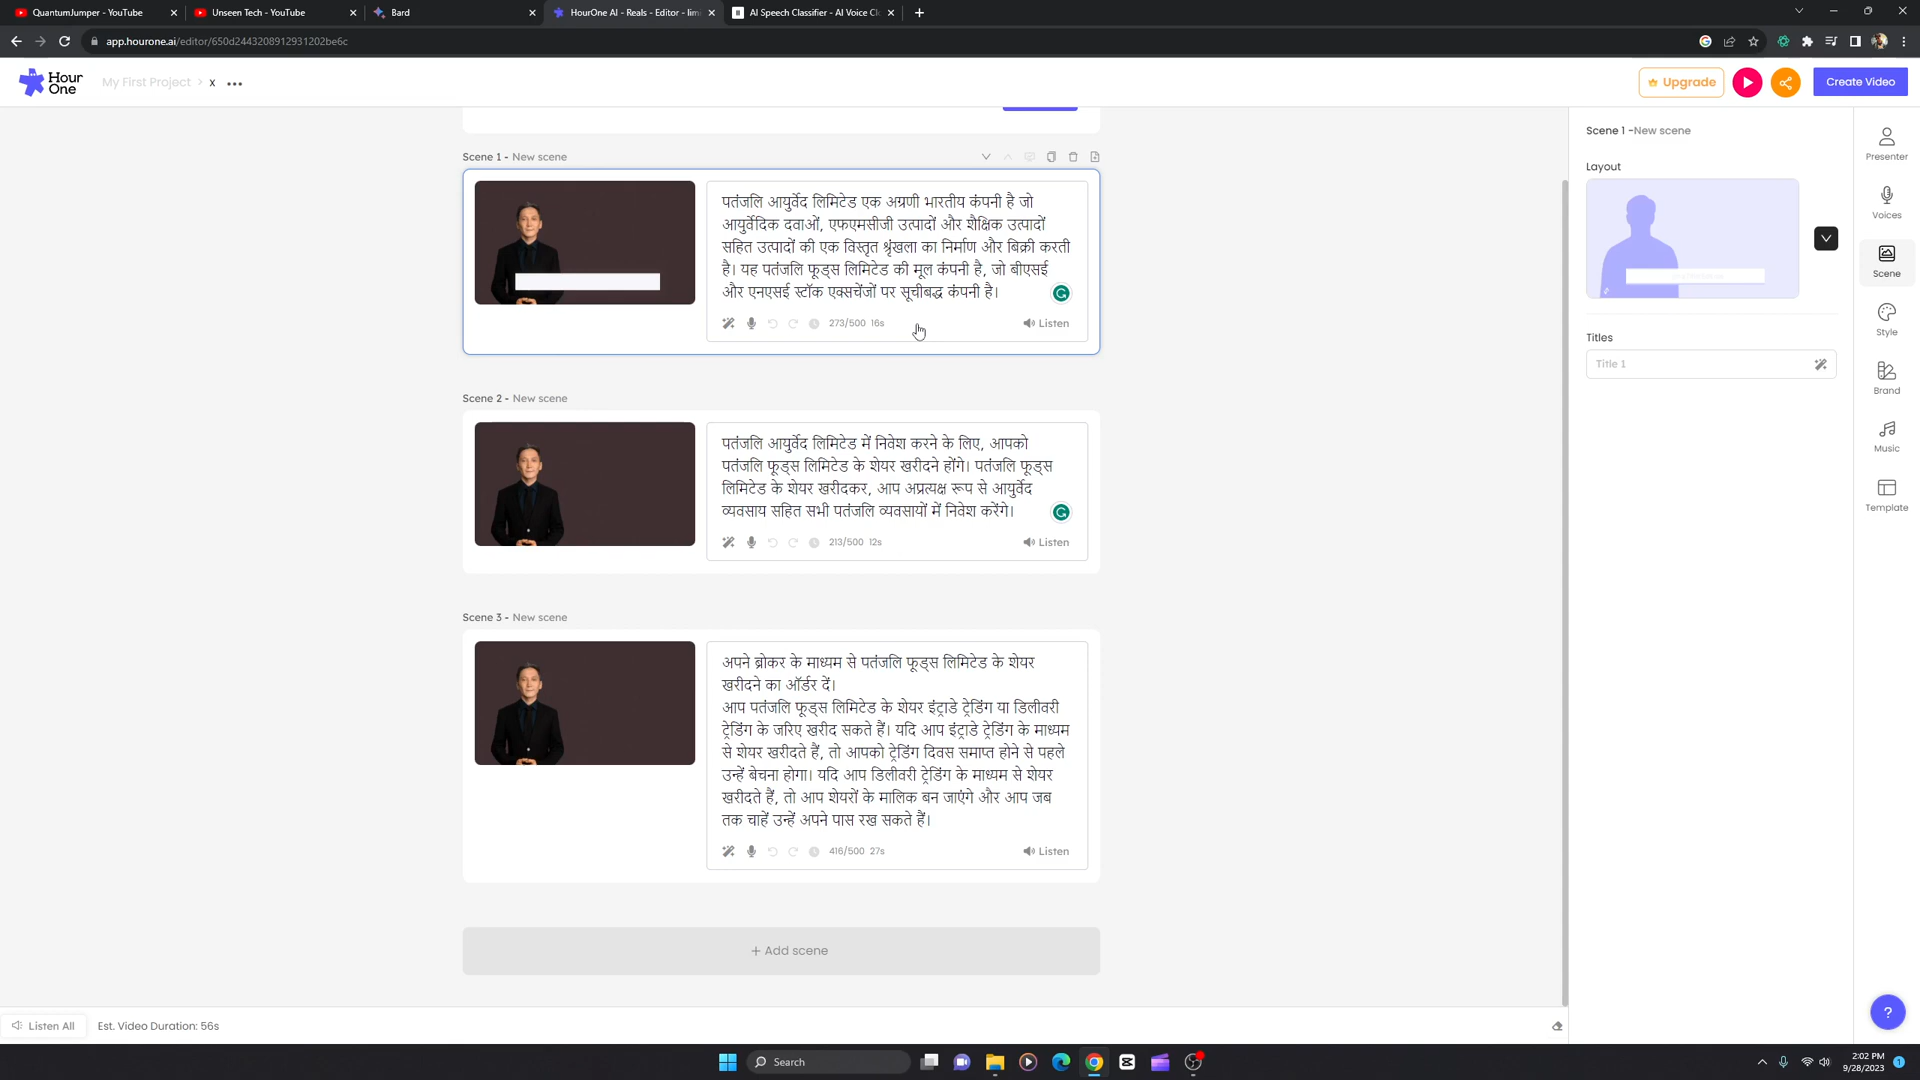 QuantumJumper - YouTube
Unseen Tech - YouTube
Bard
HourOne AI - Reals - Editor - lim
AI Speech Classifier - AI Voice Cl
app.hourone.ai/editor/650d2443208912931202be6c
Hour One
My First Project > x
Upgrade
Create Video
Scene 1 - New scene
पतंजलि आयुर्वेद लिमिटेड एक अग्रणी भारतीय कंपनी है जो
आयुर्वेदिक दवाओं, एफएमसीजी उत्पादों और शैक्षिक उत्पादों
सहित उत्पादों की एक विस्तृत श्रृंखला का निर्माण और बिक्री करती
है। यह पतंजलि फूड्स लिमिटेड की मूल कंपनी है, जो बीएसई
और एनएसई स्टॉक एक्सचेंजों पर सूचीबद्ध कंपनी है।
273/500 16s
Listen
Scene 2 - New scene
पतंजलि आयुर्वेद लिमिटेड में निवेश करने के लिए, आपको
पतंजलि फूड्स लिमिटेड के शेयर खरीदने होंगे। पतंजलि फूड्स
लिमिटेड के शेयर खरीदकर, आप अप्रत्यक्ष रूप से आयुर्वेद
व्यवसाय सहित सभी पतंजलि व्यवसायों में निवेश करेंगे।
213/500 12s
Listen
Scene 3 - New scene
अपने ब्रोकर के माध्यम से पतंजलि फूड्स लिमिटेड के शेयर
खरीदने का ऑर्डर दें।
आप पतंजलि फूड्स लिमिटेड के शेयर इंट्राडे ट्रेडिंग या डिलीवरी
ट्रेडिंग के जरिए खरीद सकते हैं। यदि आप इंट्राडे ट्रेडिंग के माध्यम
से शेयर खरीदते हैं, तो आपको ट्रेडिंग दिवस समाप्त होने से पहले
उन्हें बेचना होगा। यदि आप डिलीवरी ट्रेडिंग के माध्यम से शेयर
खरीदते हैं, तो आप शेयरों के मालिक बन जाएंगे और आप जब
तक चाहें उन्हें अपने पास रख सकते हैं।
416/500 27s
Listen
+ Add scene
Listen All
Est. Video Duration: 56s
Scene 1 -New scene
Layout
Titles
Title 1
Presenter
Voices
Scene
Style
Brand
Music
Template
?
Search
2:02 PM
9/28/2023
1